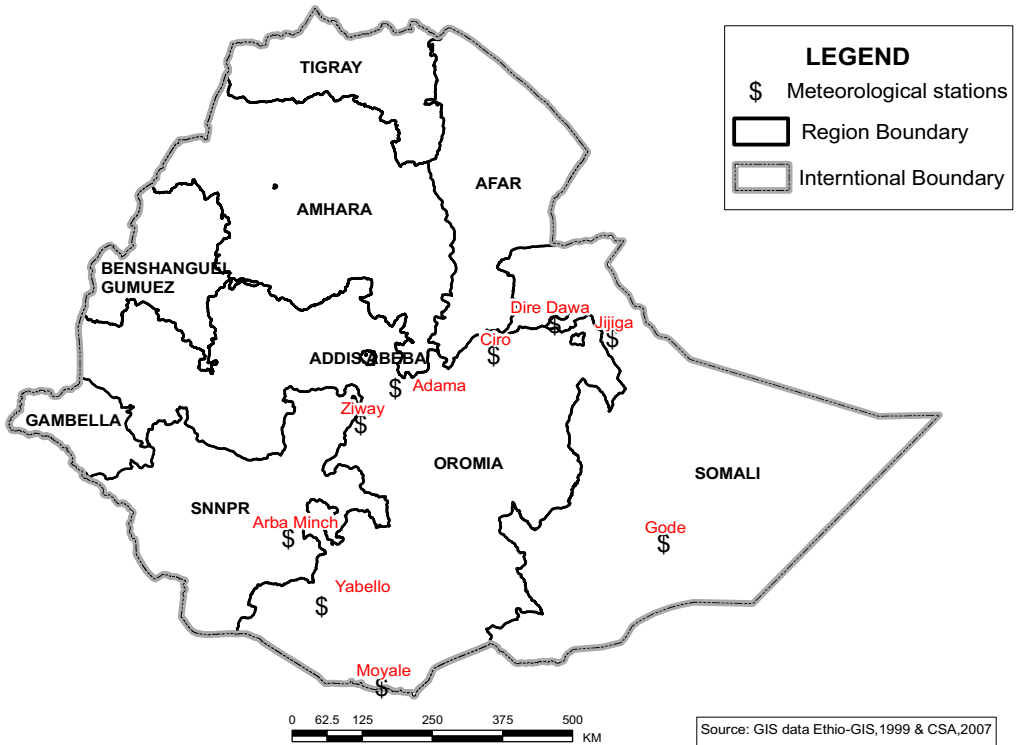 LEGEND
$ Meteorological stations
Region Boundary
Interntional Boundary
TIGRAY
AFAR
AMHARA
BENSHANGUEL
GUMUEZ
Dire Dawa
$
Jijiga
$
Ciro
$
ADDIS ABEBA
Adama
$
Ziway
$
GAMBELLA
OROMIA
SOMALI
SNNPR
Arba Minch
$
Gode
$
Yabello
$
Moyale
$
0 62.5 125 250 375 500
KM
Source: GIS data Ethio-GIS,1999 & CSA,2007